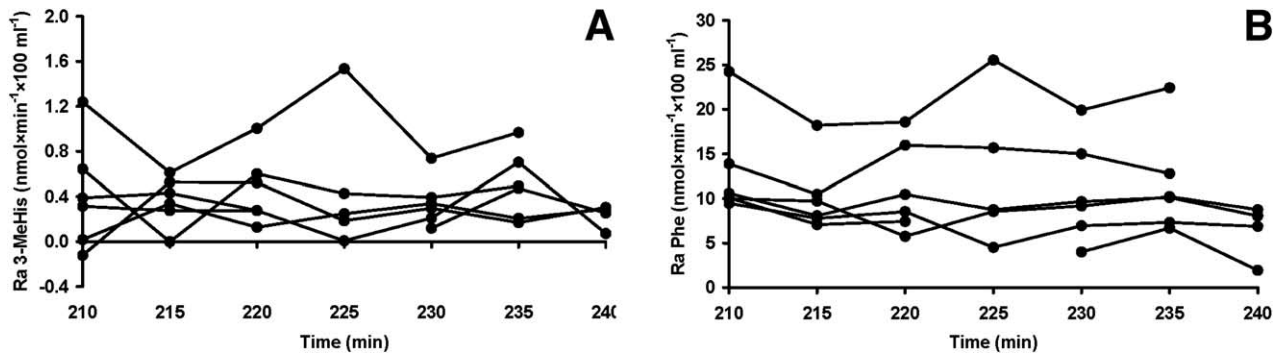 A
Ra 3-MeHis (nmol×min⁻¹×100 ml⁻¹)
2.0
1.6
1.2
0.8
0.4
0.0
-0.4
210 215 220 225 230 235 240
Time (min)
B
Ra Phe (nmol×min⁻¹×100 ml⁻¹)
30
25
20
15
10
5
0
210 215 220 225 230 235 240
Time (min)